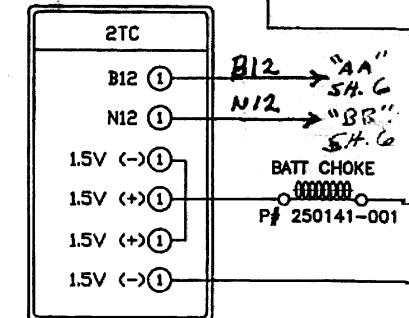 2TC
B12 1 B12 "AA"
SH. 6
N12 1 N12 "BB"
SH. 6
1.5V (-) 1
BATT CHOKE
1.5V (+) 1
P# 250141-001
1.5V (+) 1
1.5V (-) 1